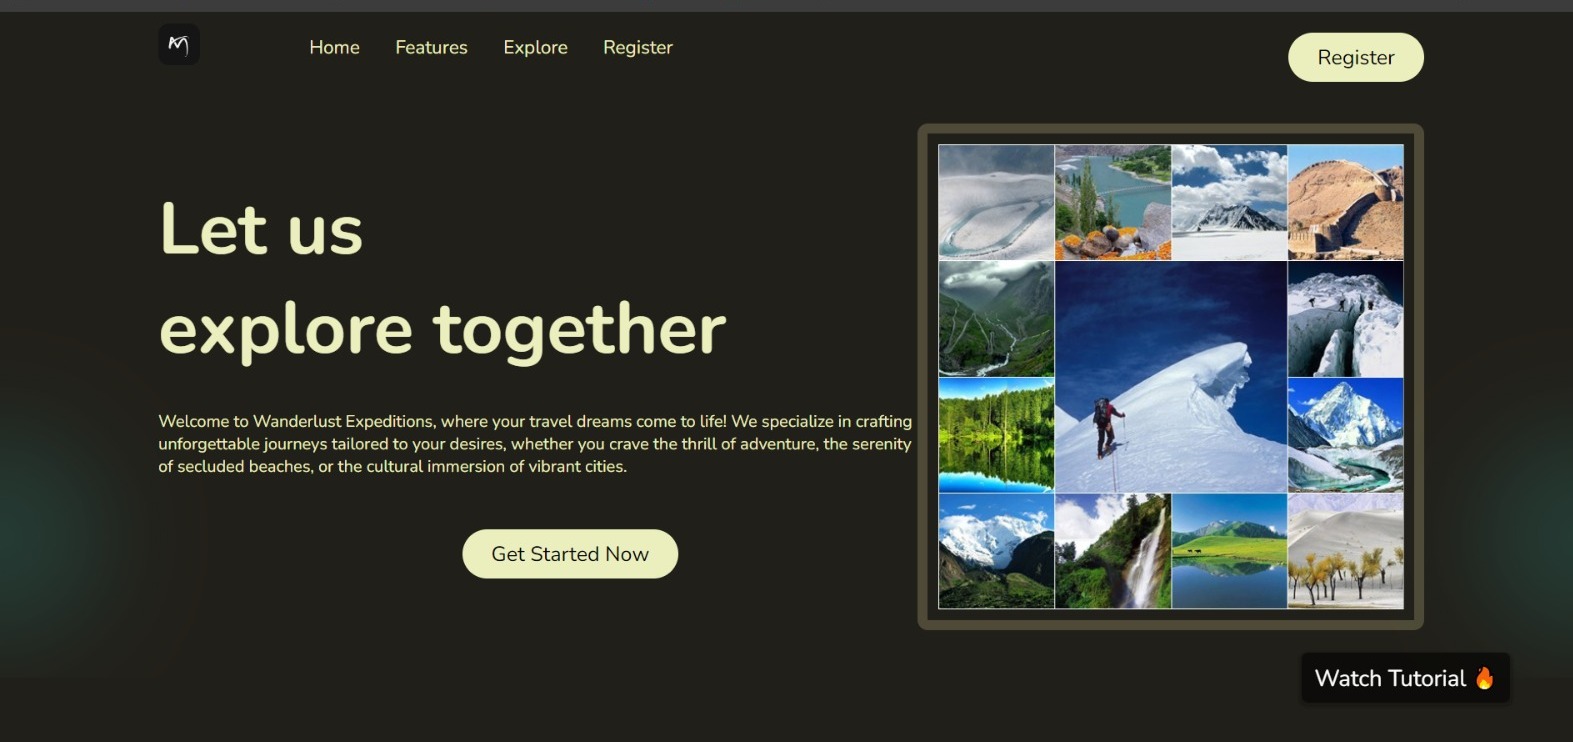 Home Features Explore Register
Register
Let us
explore together
Welcome to Wanderlust Expeditions, where your travel dreams come to life! We specialize in crafting
unforgettable journeys tailored to your desires, whether you crave the thrill of adventure, the serenity
of secluded beaches, or the cultural immersion of vibrant cities.
Get Started Now
Watch Tutorial 🔥